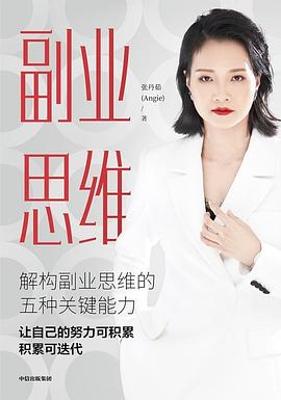 副业
思维
张丹茹
(Angie)
/
著
解构副业思维的
五种关键能力
让自己的努力可积累
积累可迭代
中信出版集团